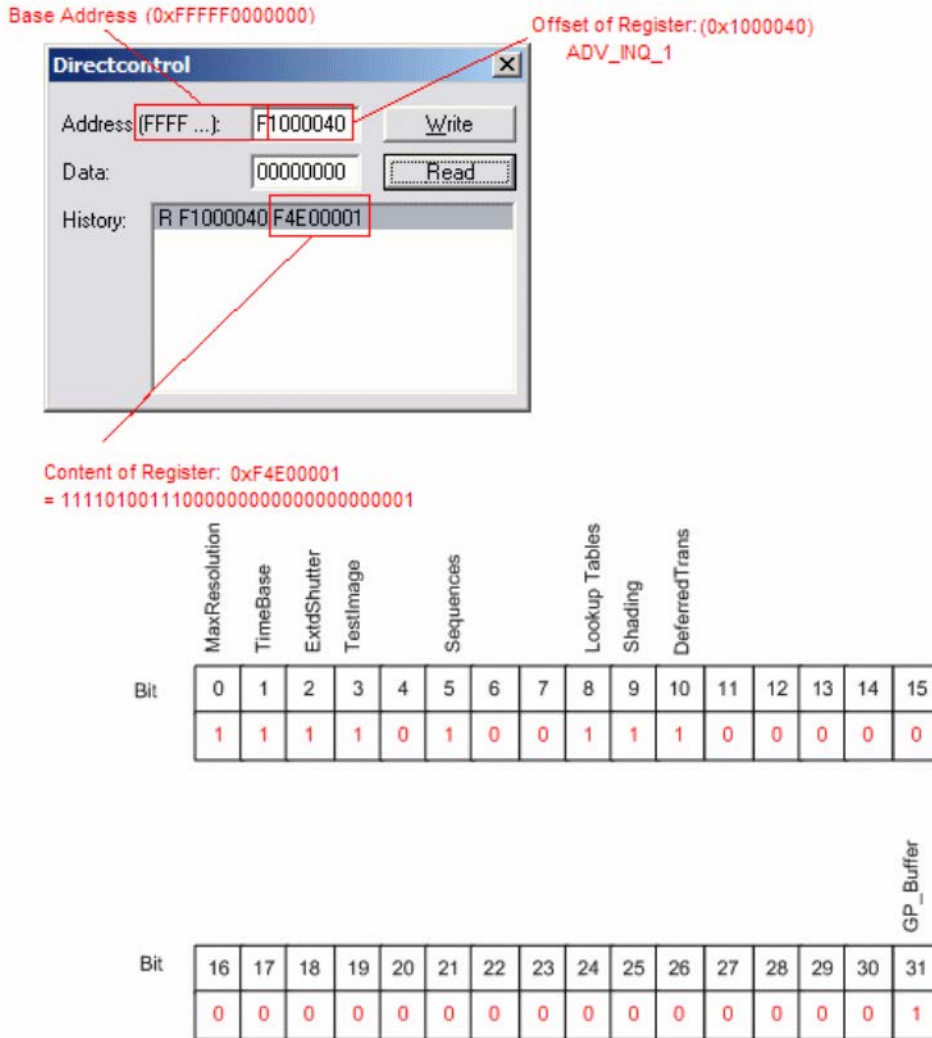 Base Address (0xFFFFF0000000)
Offset of Register: (0x1000040)
ADV_INQ_1
Directcontrol
Address (FFFF ...): F1000040 Write
Data: 00000000 Read
History: R F1000040 F4E00001
Content of Register: 0xF4E00001
= 11110100111000000000000000000001
MaxResolution TimeBase ExtdShutter TestImage Sequences Lookup Tables Shading DeferredTrans
Bit 0 1 2 3 4 5 6 7 8 9 10 11 12 13 14 15
1 1 1 1 0 1 0 0 1 1 1 0 0 0 0 0
GP_Buffer
Bit 16 17 18 19 20 21 22 23 24 25 26 27 28 29 30 31
0 0 0 0 0 0 0 0 0 0 0 0 0 0 0 1